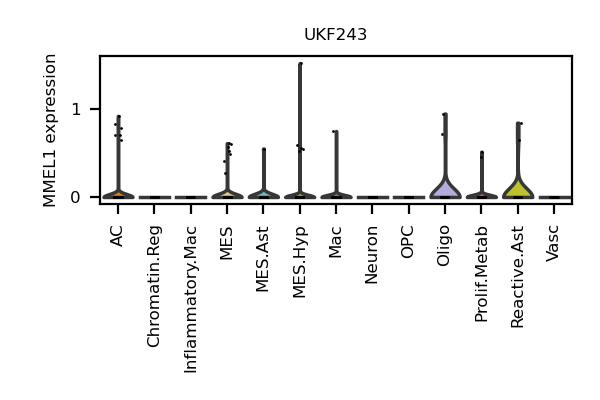 UKF243
MMEL1 expression
1
0
AC
Chromatin.Reg
Inflammatory.Mac
MES
MES.Ast
MES.Hyp
Mac
Neuron
OPC
Oligo
Prolif.Metab
Reactive.Ast
Vasc